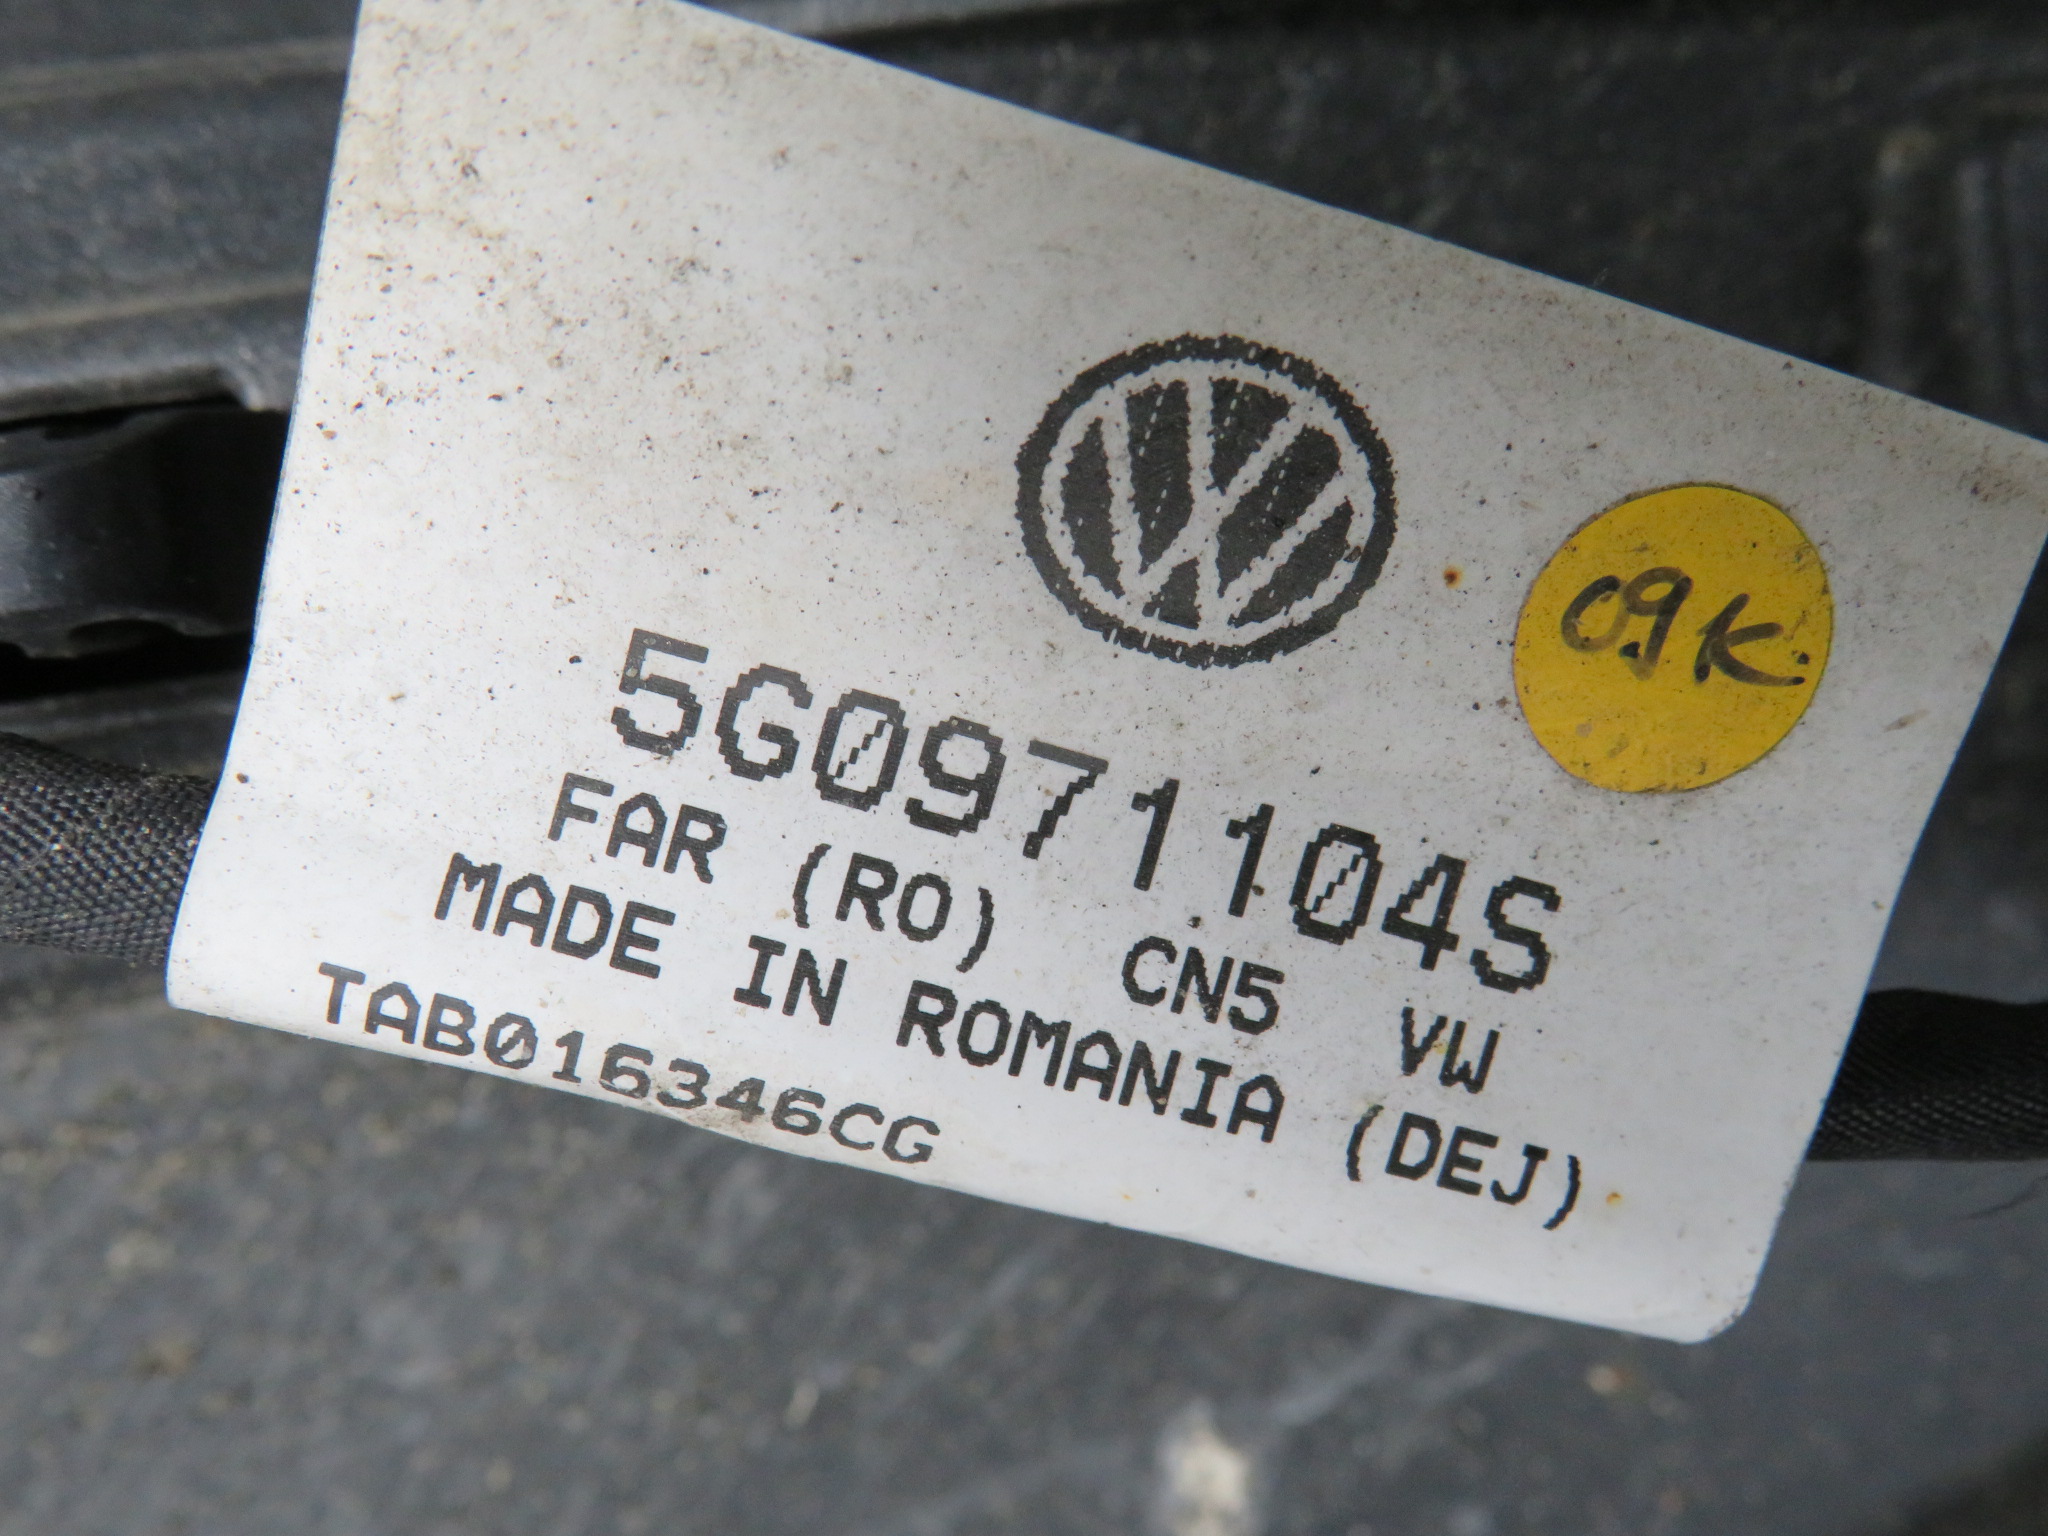 09K.
5G0971104S
FAR (RO) CN5 VW
MADE IN ROMANIA (DEJ)
TAB016346CG